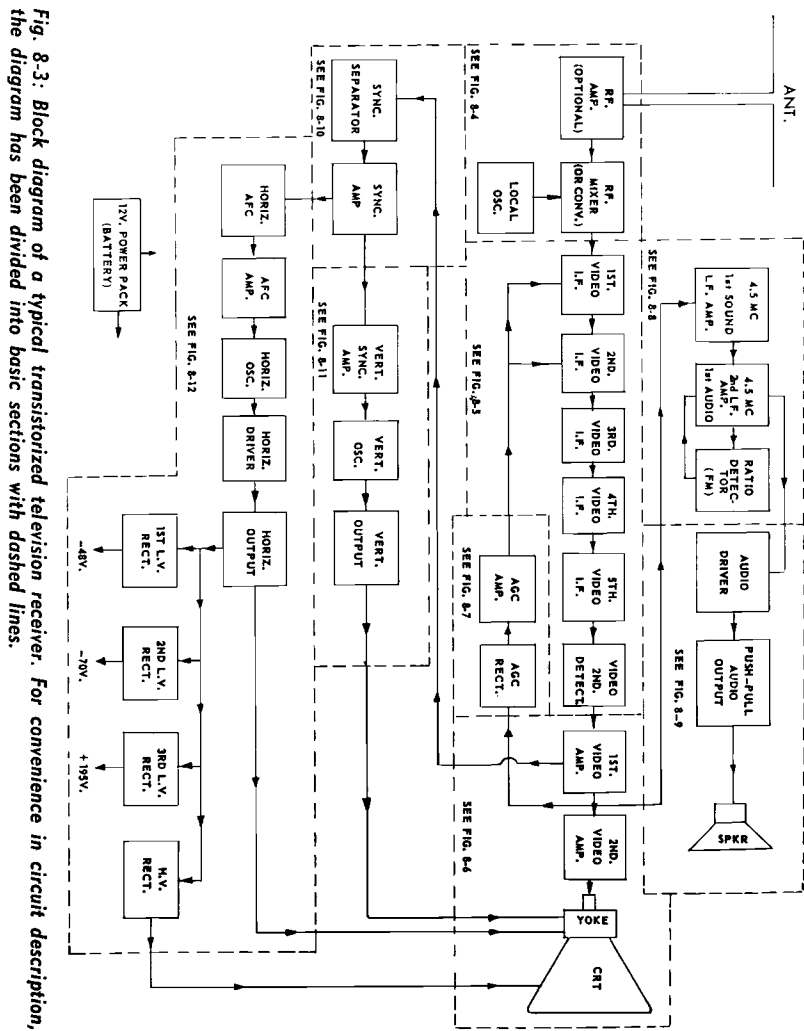 ANT.
4.5 MC
1st SOUND
L.F. AMP.
4.5 MC
2nd L.F.
AMP.
1st AUDIO
RATIO
DETEC-
TOR
(FM)
AUDIO
DRIVER
PUSH-PULL
AUDIO
OUTPUT
SPKR
SEE FIG. 8-8
SEE FIG. 8-9
RF.
AMP.
(OPTIONAL)
RF.
MIXER
(OR CONV.)
LOCAL
OSC.
1ST.
VIDEO
I.F.
2ND.
VIDEO
I.F.
3RD.
VIDEO
I.F.
4TH.
VIDEO
I.F.
5TH.
VIDEO
I.F.
VIDEO
2ND.
DETECT.
1ST.
VIDEO
AMP.
2ND.
VIDEO
AMP.
YOKE
CRT
AGC
AMP.
AGC
RECT.
SEE FIG. 8-4
SEE FIG. 8-5
SEE FIG. 8-7
SEE FIG. 8-6
SYNC.
SEPARATOR
SYNC.
AMP
VERT.
SYNC.
AMP.
VERT.
OSC.
VERT.
OUTPUT
SEE FIG. 8-10
SEE FIG. 8-11
HORIZ.
AFC
AFC
AMP.
HORIZ.
OSC.
HORIZ.
DRIVER
HORIZ.
OUTPUT
SEE FIG. 8-12
12V. POWER PACK
(BATTERY)
1ST L.V.
RECT.
2ND L.V.
RECT.
3RD L.V.
RECT.
H.V.
RECT.
-48V.
-70V.
+195V.
Fig. 8-3: Block diagram of a typical transistorized television receiver. For convenience in circuit description,
the diagram has been divided into basic sections with dashed lines.